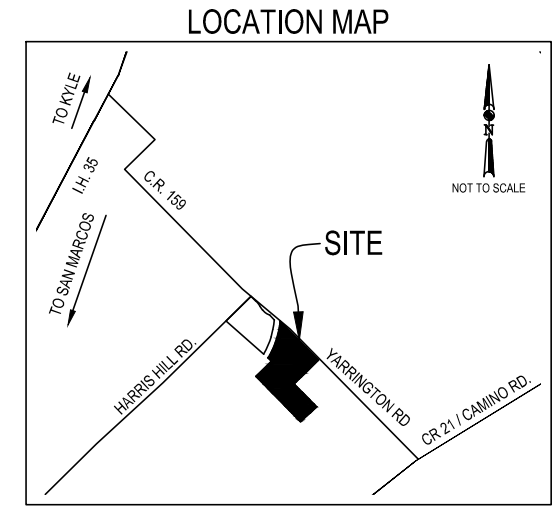 LOCATION MAP
TO KYLE
I.H. 35
TO SAN MARCOS
C.R. 159
N
NOT TO SCALE
SITE
HARRIS HILL RD.
YARRINGTON RD
CR 21 / CAMINO RD.